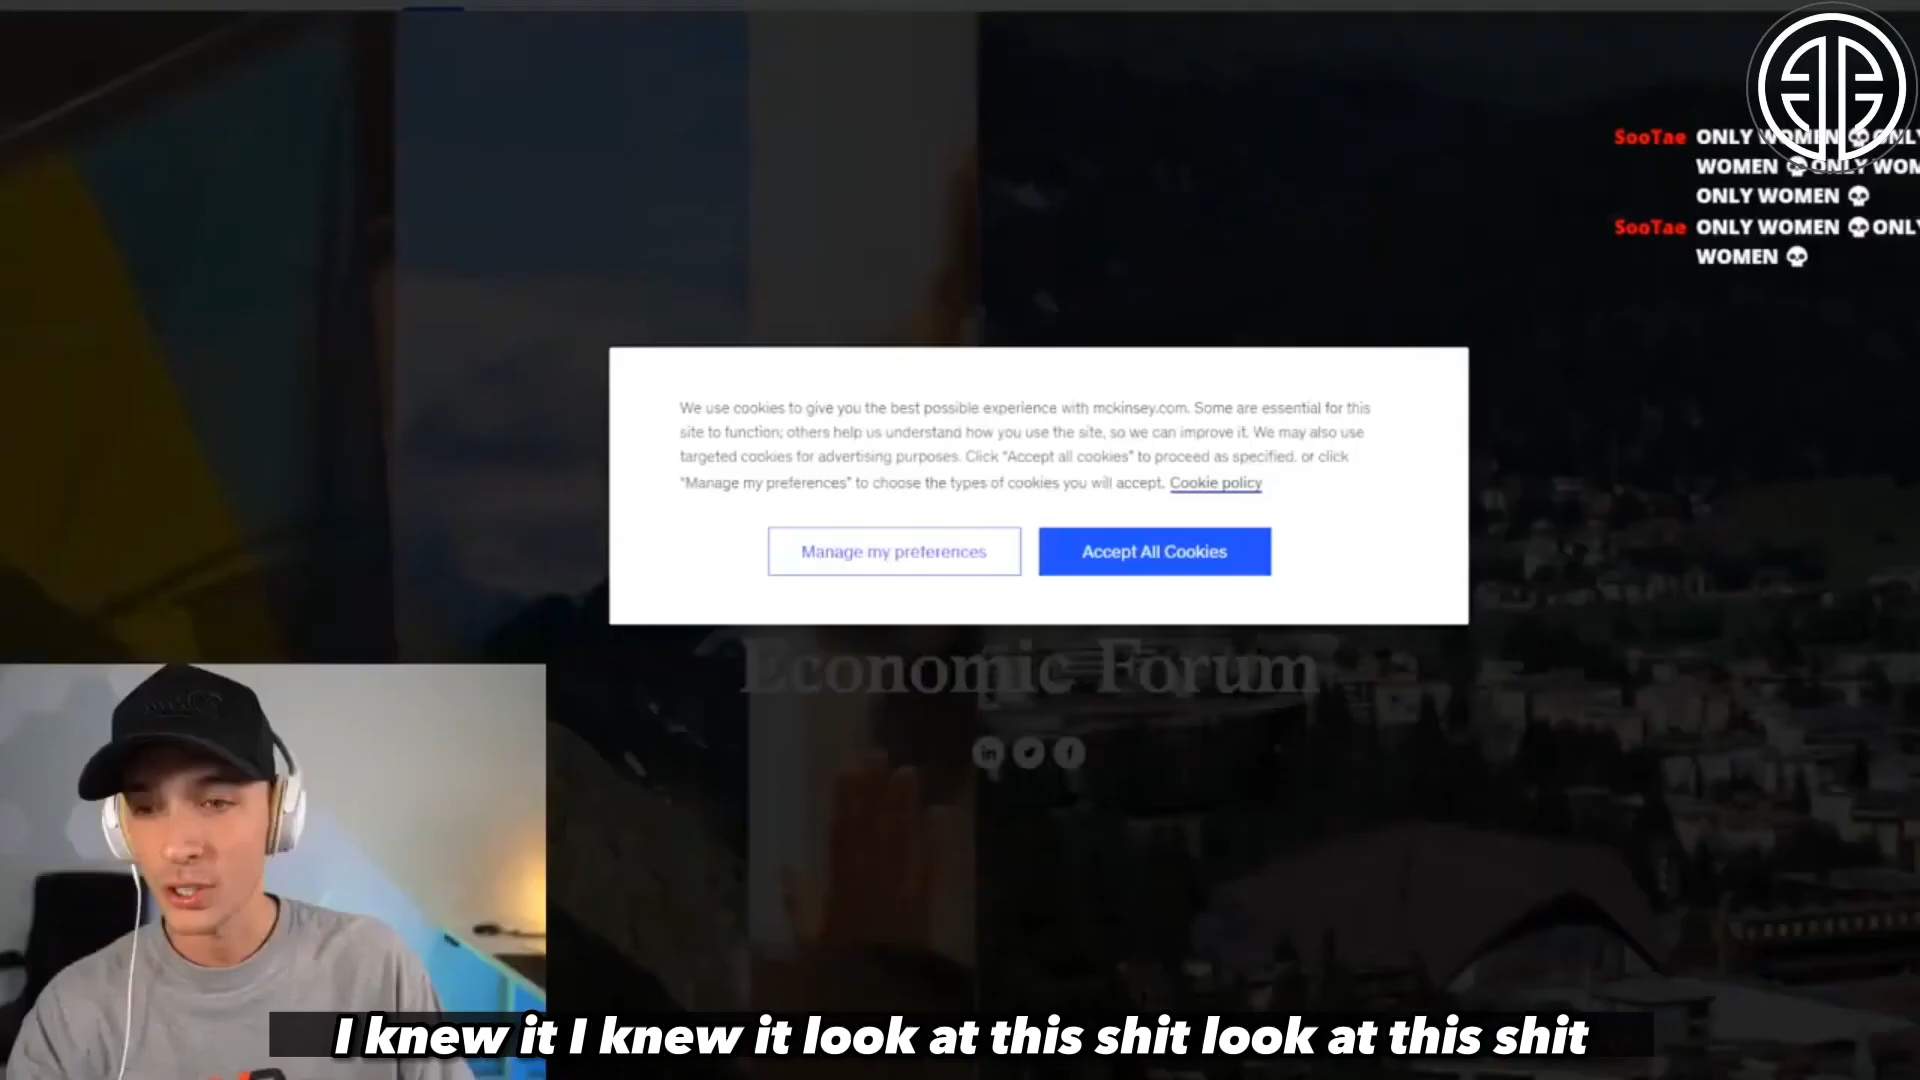 SooTae ONLY WOMEN 💀ONLY
WOMEN 💀ONLY WOM
ONLY WOMEN 💀
SooTae ONLY WOMEN 💀ONLY
WOMEN 💀
We use cookies to give you the best possible experience with mckinsey.com. Some are essential for this
site to function; others help us understand how you use the site, so we can improve it. We may also use
targeted cookies for advertising purposes. Click "Accept all cookies" to proceed as specified, or click
"Manage my preferences" to choose the types of cookies you will accept. Cookie policy
Manage my preferences
Accept All Cookies
Economic Forum
in
f
I knew it I knew it look at this shit look at this shit